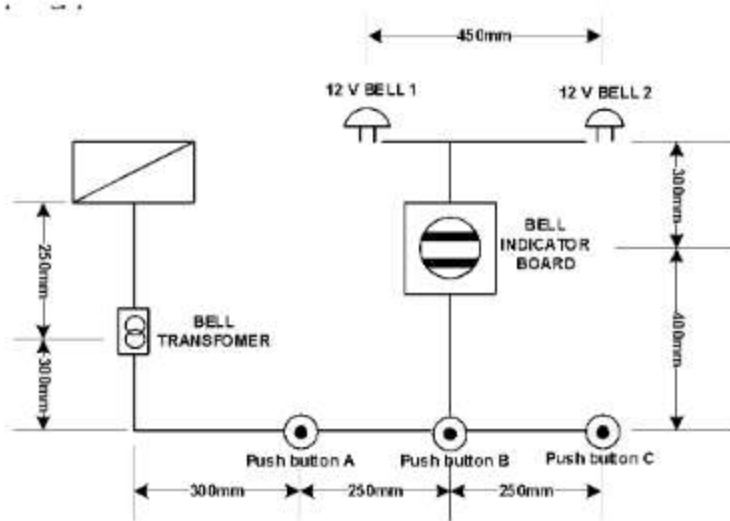 450mm
12 V BELL 1
12 V BELL 2
300mm
BELL
INDICATOR
BOARD
250mm
BELL
TRANSFOMER
400mm
300mm
Push button A
Push button B
Push button C
300mm
250mm
250mm